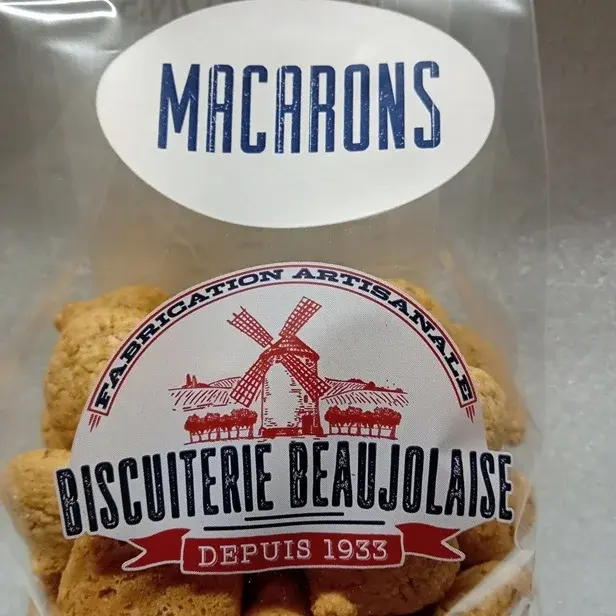 MACARONS
FABRICATION ARTISANALE
BISCUITERIE BEAUJOLAISE
DEPUIS 1933